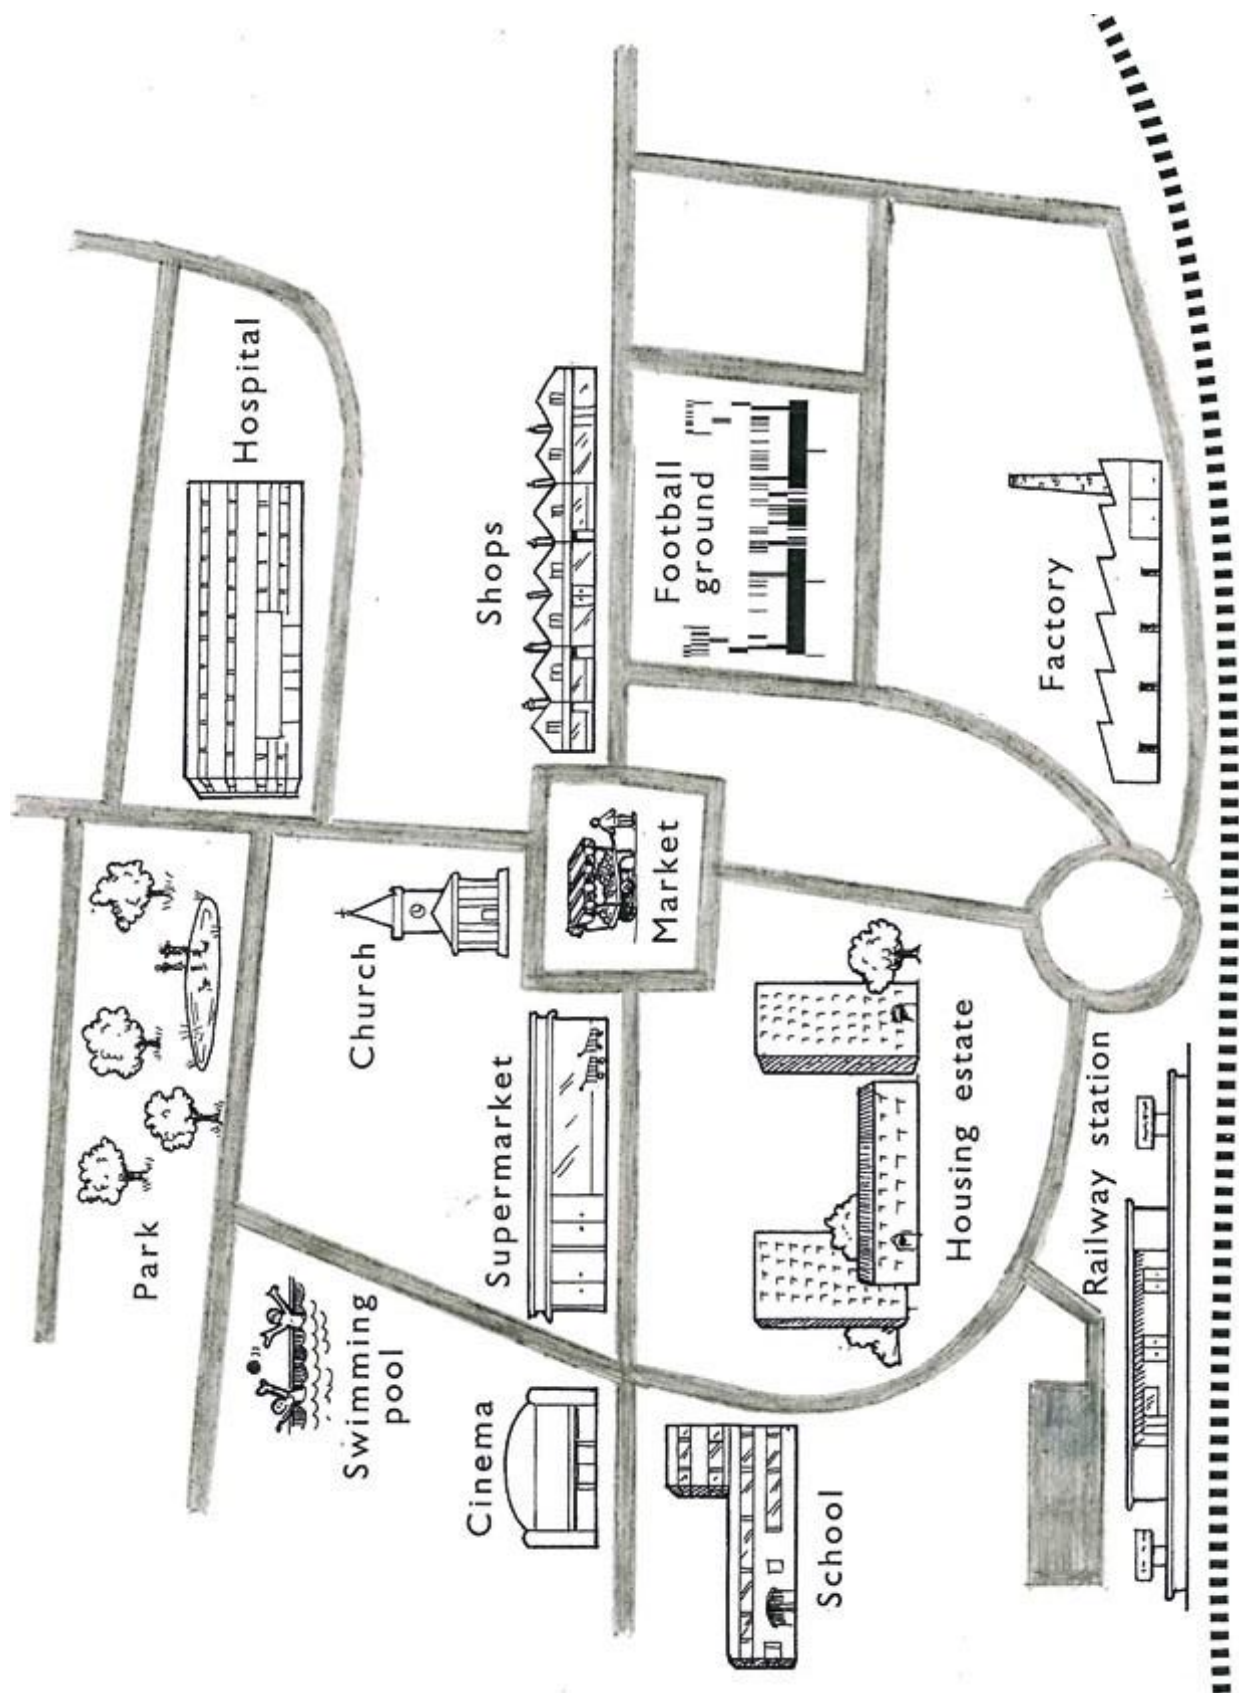 Park
Hospital
Swimming
pool
Church
Cinema
Supermarket
Shops
Market
Football
ground
School
Housing estate
Factory
Railway station